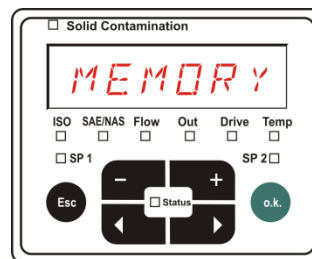 Solid Contamination
MEMORY
ISO SAE/NAS Flow Out Drive Temp
SP 1 SP 2
- +
Esc Status o.k.